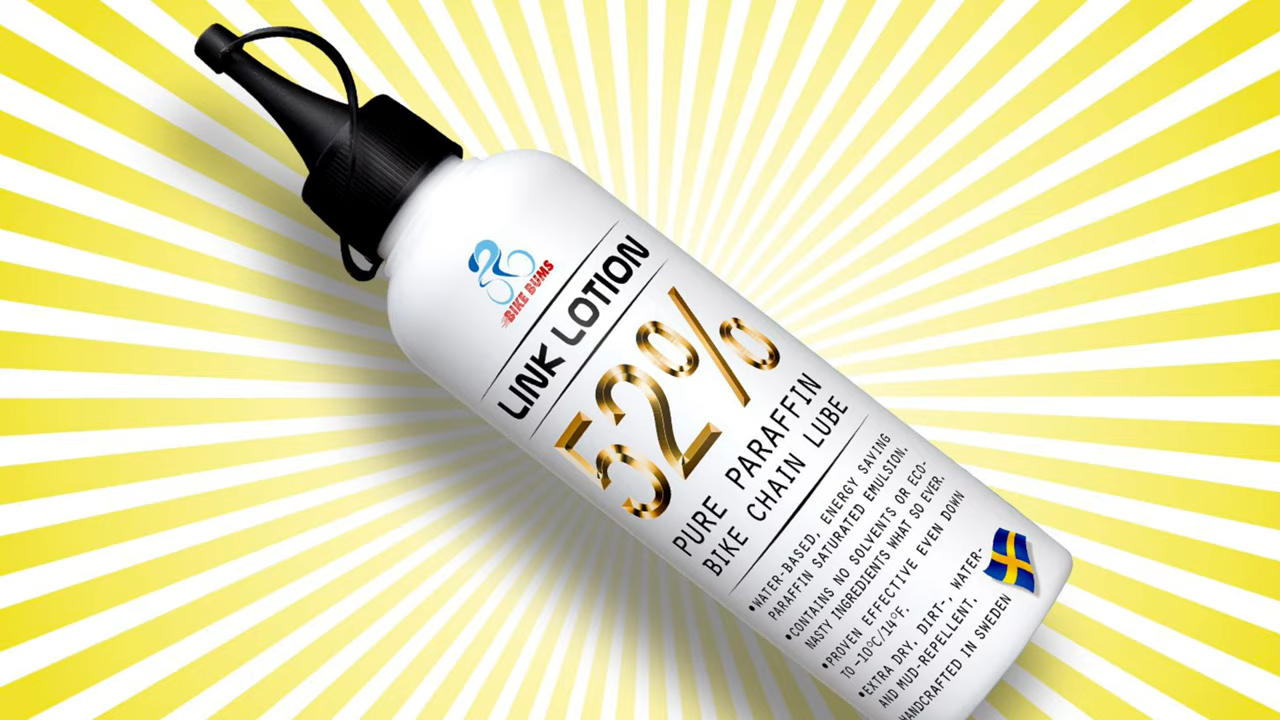 BIKE BUMS
LINK LOTION
52%
PURE PARAFFIN
BIKE CHAIN LUBE
•WATER-BASED, ENERGY SAVING
PARAFFIN SATURATED EMULSION.
•CONTAINS NO SOLVENTS OR ECO-
NASTY INGREDIENTS WHAT SO EVER.
•PROVEN EFFECTIVE EVEN DOWN
TO -10°C/14°F.
•EXTRA DRY, DIRT-, WATER-
AND MUD-REPELLENT.
HANDCRAFTED IN SWEDEN